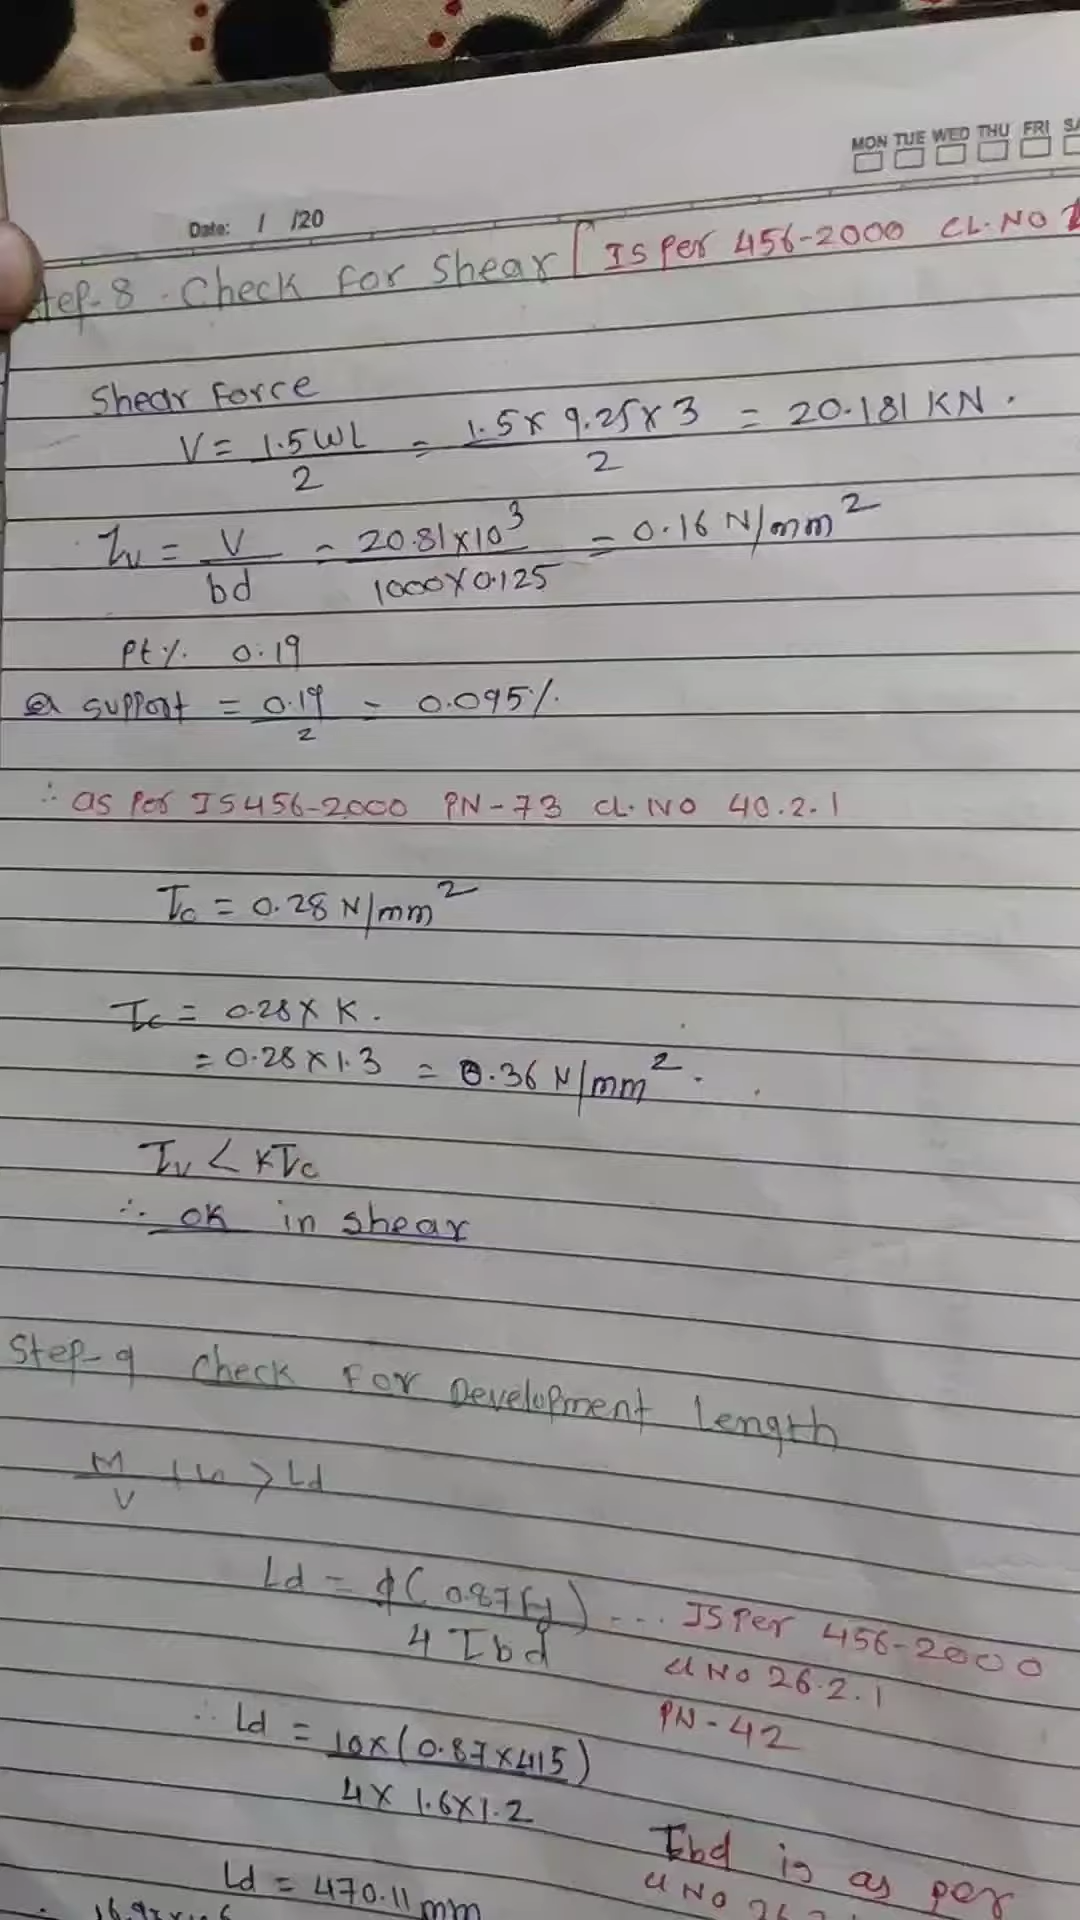 MON TUE WED THU FRI
Date: / /20
tep-8. Check for shear [IS Per 456-2000 CL.NO
Shear Force
V = 1.5WL/2 = 1.5 x 9.25 x 3/2 = 20.181 KN.
τv = V/bd = 20.81x10³/1000x0.125 = 0.16 N/mm²
Pt% 0.19
@ support = 0.19/2 = 0.095%.
∴ as Per IS456-2000 PN-73 cl.NO 40.2.1
τc = 0.28 N/mm²
τc = 0.28 x K.
= 0.28 x 1.3 = 0.36 N/mm².
τv < kτc
∴ OK in shear
Step-9 Check For Development Length
M/V + Lo > Ld
Ld = ϕ(0.87fy)/4τbd ... IS Per 456-2000
cl No 26.2.1
PN-42
∴ Ld = 10x(0.87x415)/4x1.6x1.2
τbd is as per
Ld = 470.11 mm
cl No